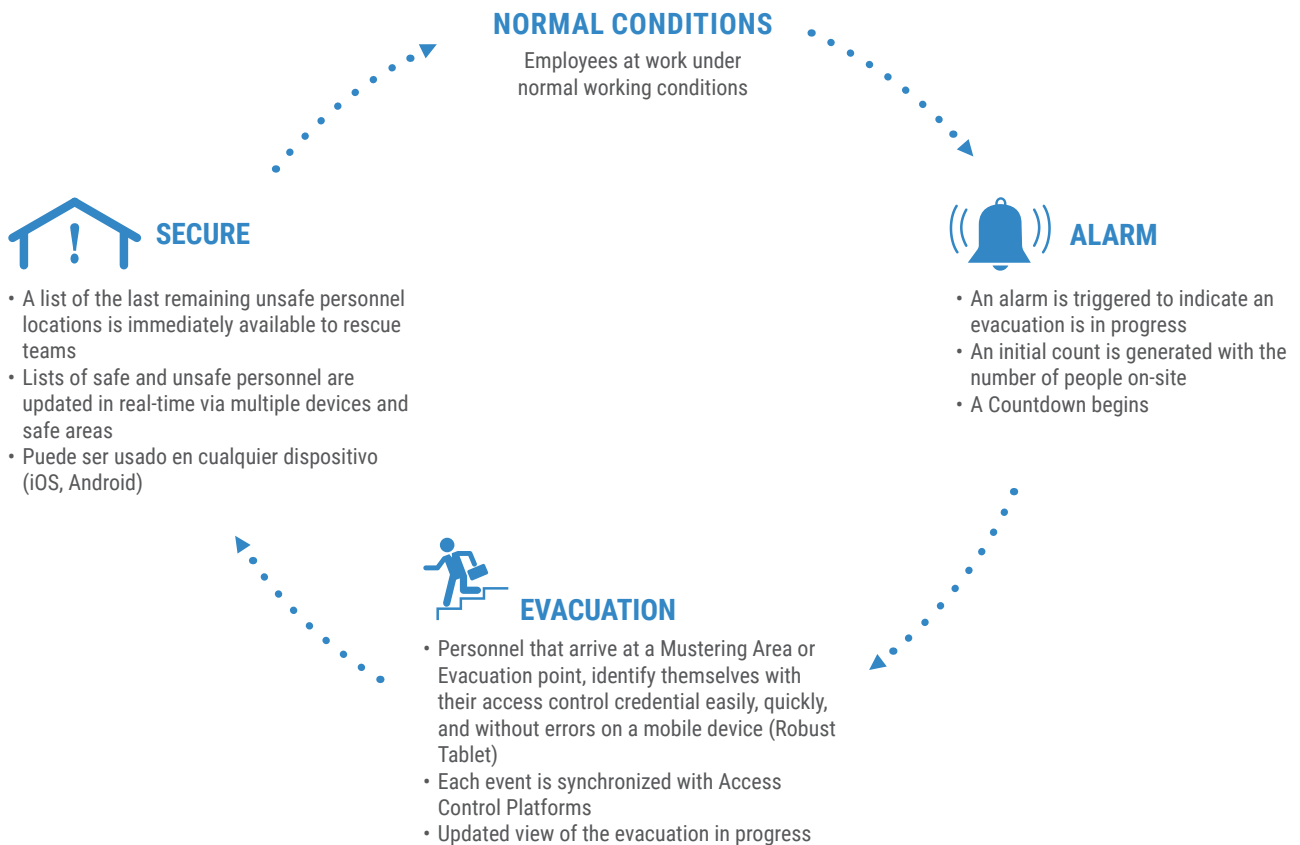 NORMAL CONDITIONS
Employees at work under
normal working conditions
ALARM
• An alarm is triggered to indicate an
evacuation is in progress
• An initial count is generated with the
number of people on-site
• A Countdown begins
EVACUATION
• Personnel that arrive at a Mustering Area or
Evacuation point, identify themselves with
their access control credential easily, quickly,
and without errors on a mobile device (Robust
Tablet)
• Each event is synchronized with Access
Control Platforms
• Updated view of the evacuation in progress
SECURE
• A list of the last remaining unsafe personnel
locations is immediately available to rescue
teams
• Lists of safe and unsafe personnel are
updated in real-time via multiple devices and
safe areas
• Puede ser usado en cualquier dispositivo
(iOS, Android)